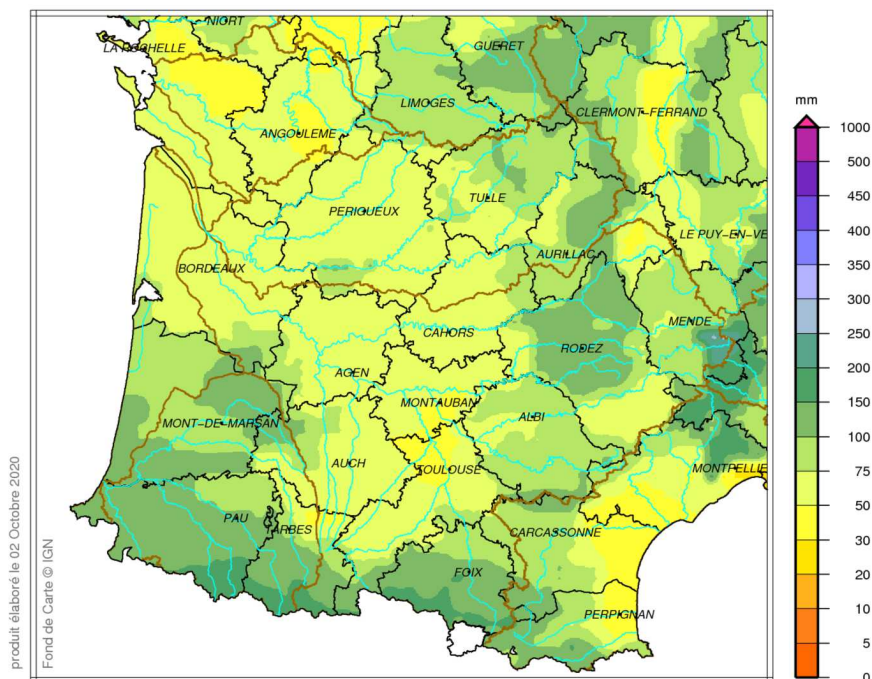 NIORT
LA ROCHELLE
GUERET
LIMOGES
CLERMONT-FERRAND
ANGOULEME
TULLE
PERIGUEUX
LE PUY-EN-VE
AURILLAC
BORDEAUX
MENDE
CAHORS
RODEZ
AGEN
MONTAUBAN
ALBI
MONT-DE-MARSAN
AUCH
TOULOUSE
MONTPELLIE
PAU
TARBES
CARCASSONNE
FOIX
PERPIGNAN
mm
1000
500
450
400
350
300
250
200
150
100
75
50
30
20
10
5
0
produit élaboré le 02 Octobre 2020
Fond de Carte © IGN